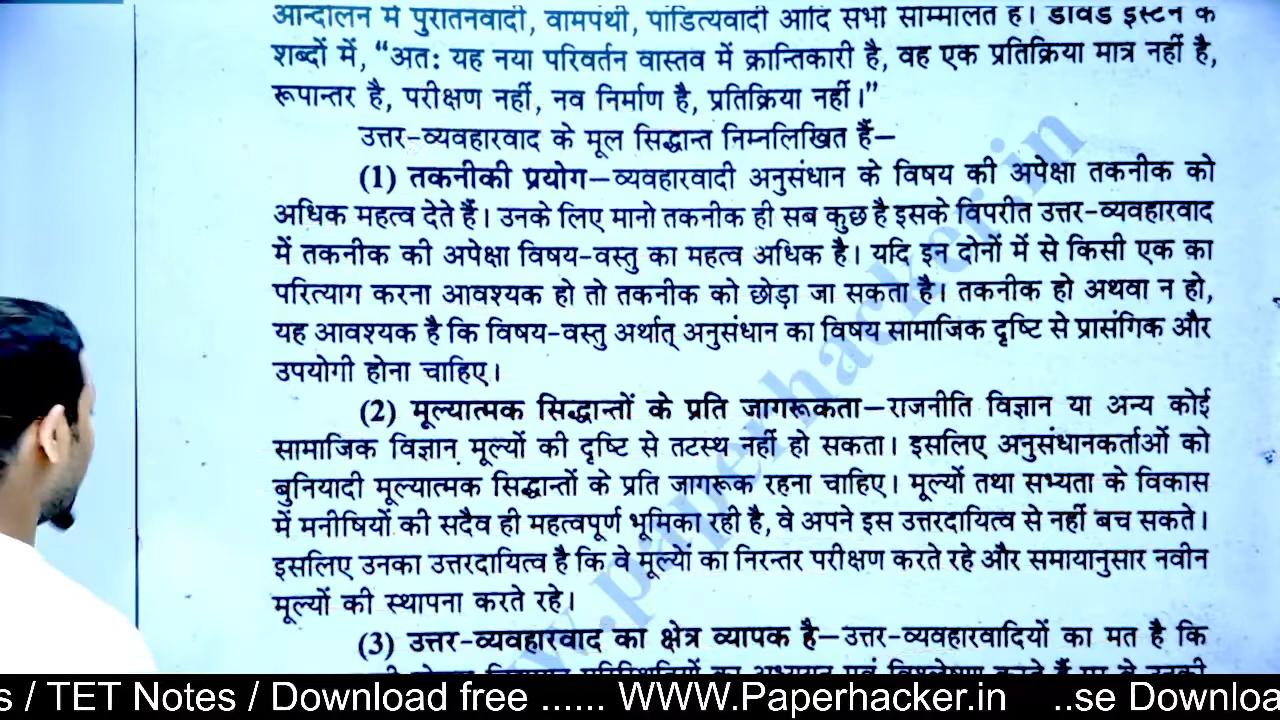 आन्दोलन में पुरातनवादी, वामपंथी, पांडित्यवादी आदि सभी सम्मिलित हैं। डेविड ईस्टन के
शब्दों में, “अतः यह नया परिवर्तन वास्तव में क्रान्तिकारी है, वह एक प्रतिक्रिया मात्र नहीं है,
रूपान्तर है, परीक्षण नहीं, नव निर्माण है, प्रतिक्रिया नहीं।”
उत्तर-व्यवहारवाद के मूल सिद्धान्त निम्नलिखित हैं–
(1) तकनीकी प्रयोग–व्यवहारवादी अनुसंधान के विषय की अपेक्षा तकनीक को
अधिक महत्व देते हैं। उनके लिए मानो तकनीक ही सब कुछ है इसके विपरीत उत्तर-व्यवहारवाद
में तकनीक की अपेक्षा विषय-वस्तु का महत्व अधिक है। यदि इन दोनों में से किसी एक का
परित्याग करना आवश्यक हो तो तकनीक को छोड़ा जा सकता है। तकनीक हो अथवा न हो,
यह आवश्यक है कि विषय-वस्तु अर्थात् अनुसंधान का विषय सामाजिक दृष्टि से प्रासंगिक और
उपयोगी होना चाहिए।
(2) मूल्यात्मक सिद्धान्तों के प्रति जागरूकता–राजनीति विज्ञान या अन्य कोई
सामाजिक विज्ञान मूल्यों की दृष्टि से तटस्थ नहीं हो सकता। इसलिए अनुसंधानकर्ताओं को
बुनियादी मूल्यात्मक सिद्धान्तों के प्रति जागरूक रहना चाहिए। मूल्यों तथा सभ्यता के विकास
में मनीषियों की सदैव ही महत्वपूर्ण भूमिका रही है, वे अपने इस उत्तरदायित्व से नहीं बच सकते।
इसलिए उनका उत्तरदायित्व है कि वे मूल्यों का निरन्तर परीक्षण करते रहे और समायानुसार नवीन
मूल्यों की स्थापना करते रहे।
(3) उत्तर-व्यवहारवाद का क्षेत्र व्यापक है–उत्तर-व्यवहारवादियों का मत है कि
www.paperhacker.in
s / TET Notes / Download free ...... WWW.Paperhacker.in ..se Downloa